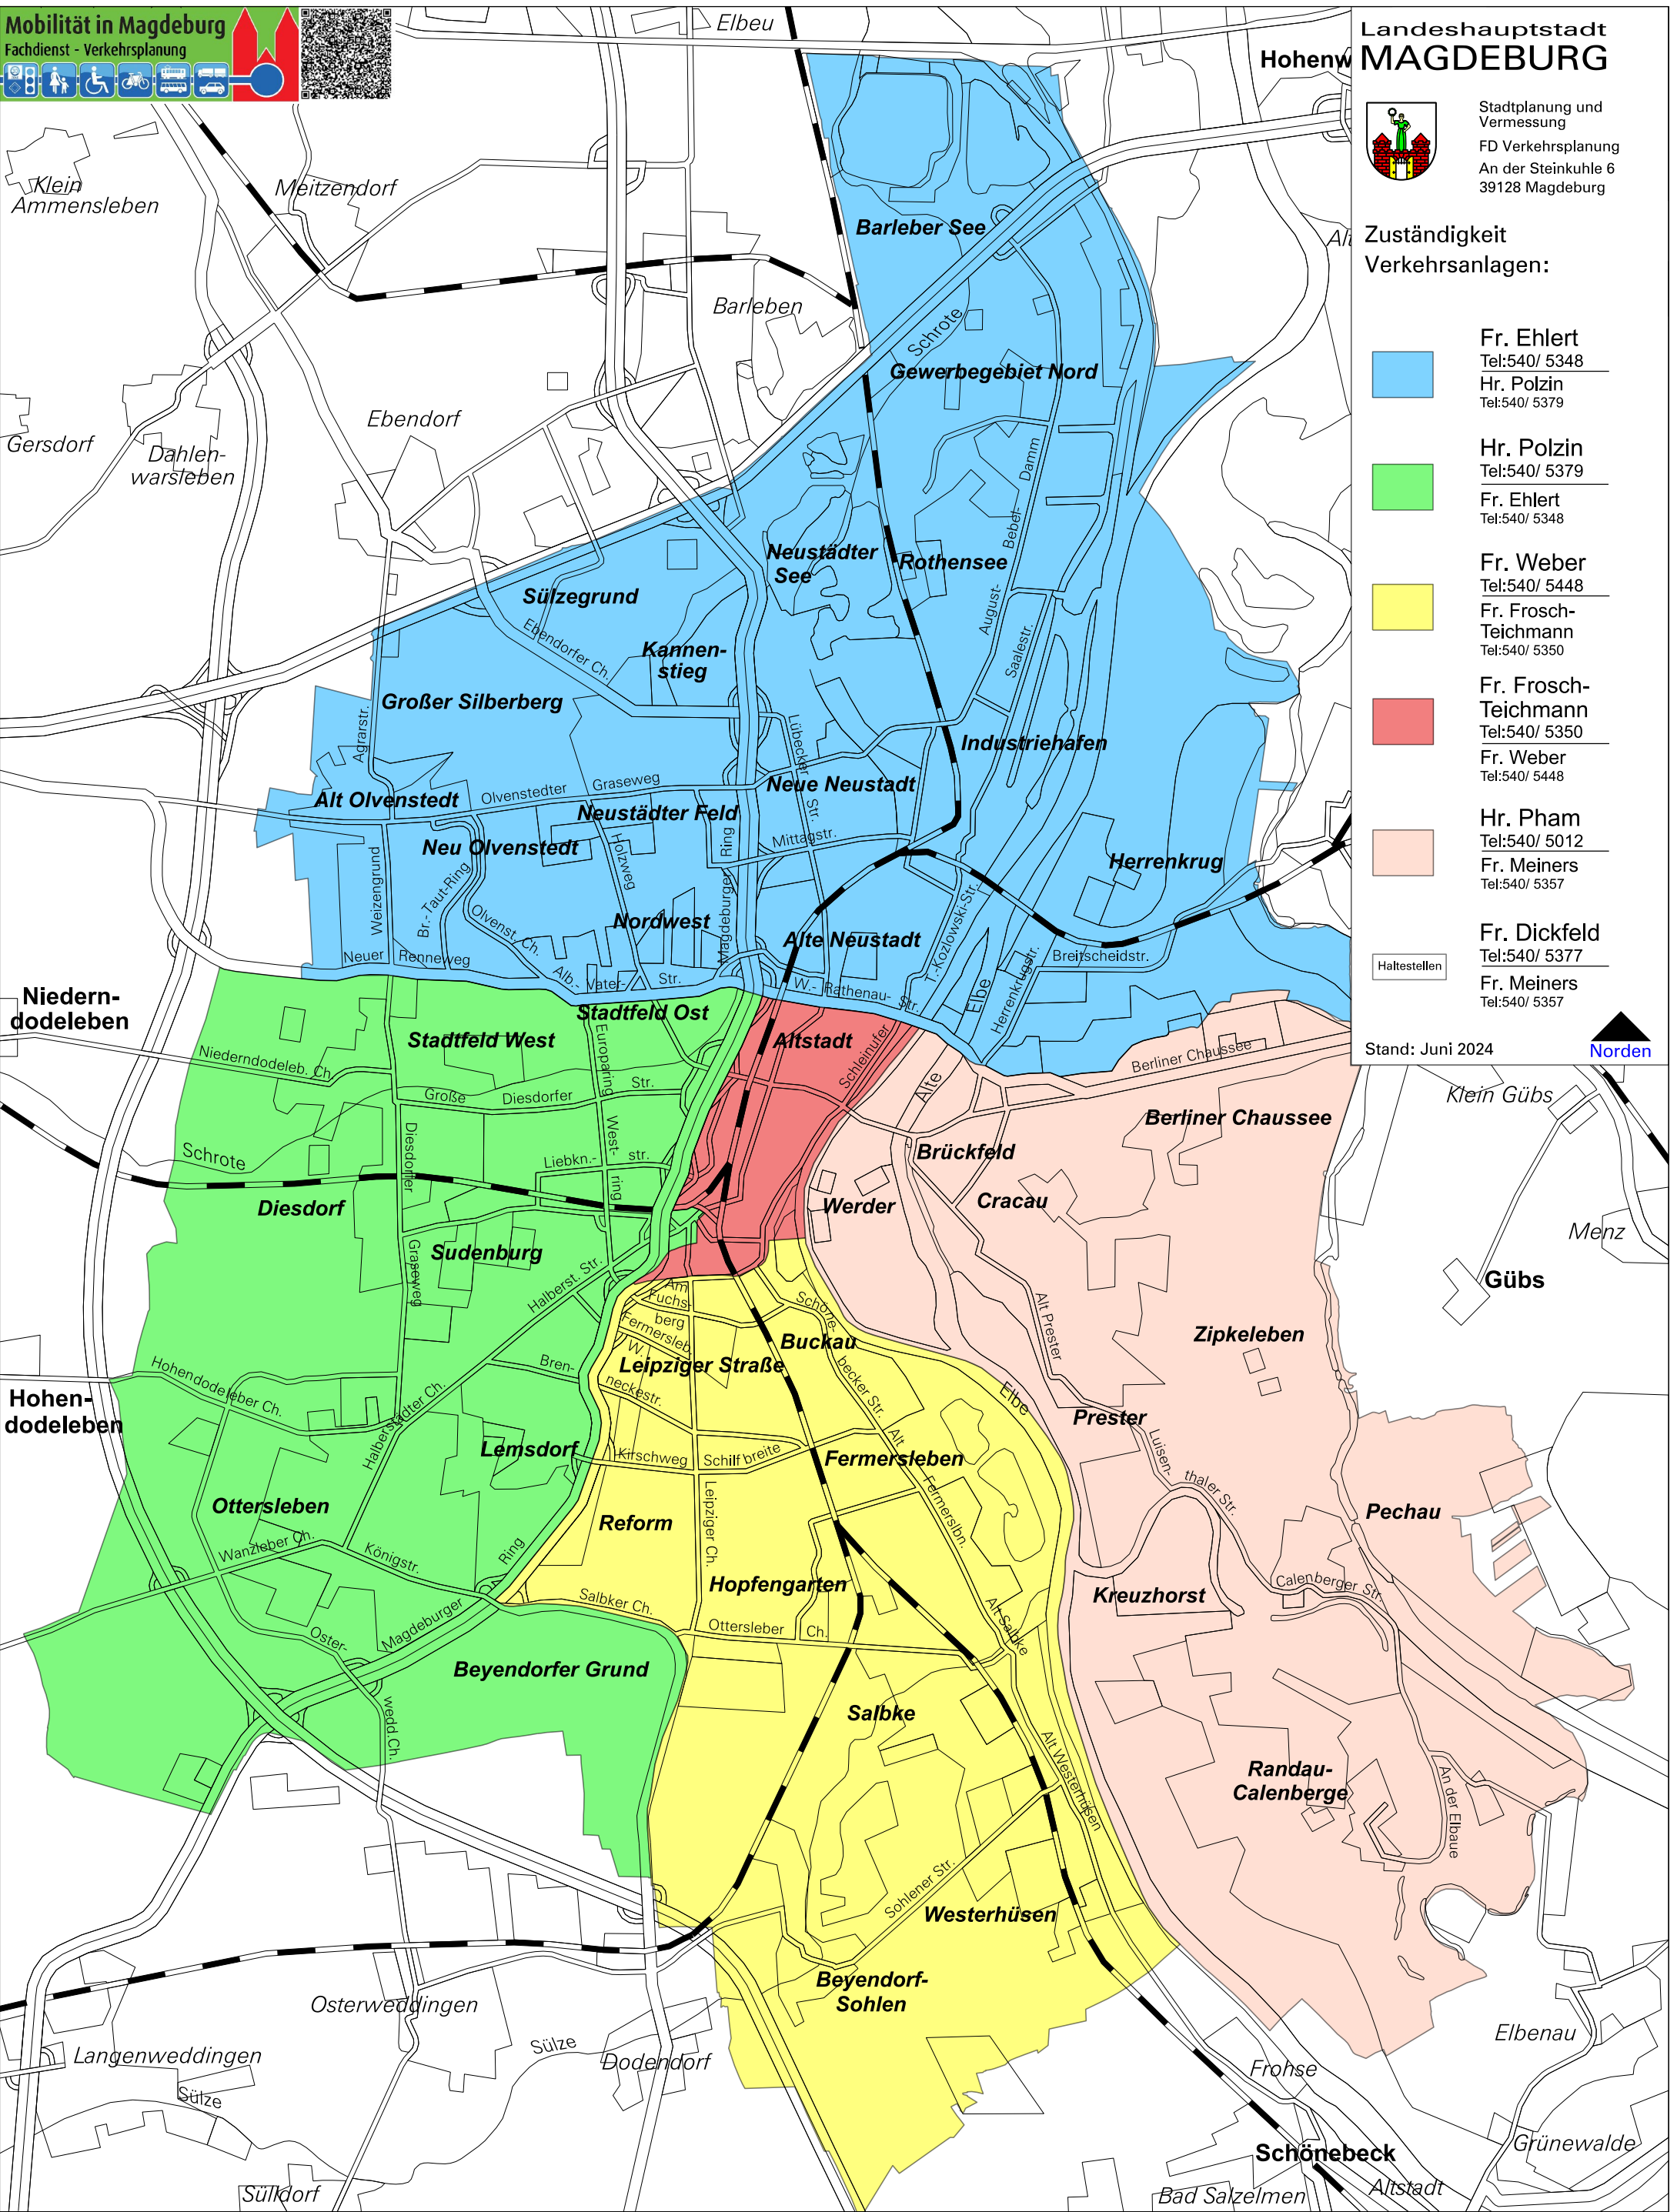 Mobilität in Magdeburg
Fachdienst - Verkehrsplanung
Landeshauptstadt
MAGDEBURG
Stadtplanung und
Vermessung
FD Verkehrsplanung
An der Steinkuhle 6
39128 Magdeburg
Zuständigkeit
Verkehrsanlagen:
Fr. Ehlert
Tel:540/ 5348
Hr. Polzin
Tel:540/ 5379
Hr. Polzin
Tel:540/ 5379
Fr. Ehlert
Tel:540/ 5348
Fr. Weber
Tel:540/ 5448
Fr. Frosch-
Teichmann
Tel:540/ 5350
Fr. Frosch-
Teichmann
Tel:540/ 5350
Fr. Weber
Tel:540/ 5448
Hr. Pham
Tel:540/ 5012
Fr. Meiners
Tel:540/ 5357
Haltestellen
Fr. Dickfeld
Tel:540/ 5377
Fr. Meiners
Tel:540/ 5357
Stand: Juni 2024
Norden
Elbeu
Hohenw
Klein
Ammensleben
Meitzendorf
Barleber See
Alt
Barleben
Schrote
Gewerbegebiet Nord
Ebendorf
Gersdorf
Dahlen-
warsleben
Damm
Bebel-
August-
Neustädter
See
Rothensee
Sülzegrund
Ebendorfer Ch.
Kannen-
stieg
Saalestr.
Großer Silberberg
Agrarstr.
Lübecker
Str.
Industriehafen
Alt Olvenstedt
Olvenstedter
Graseweg
Neue Neustadt
Neustädter Feld
Neu Olvenstedt
Mittagstr.
Holzweg
Magdeburger
Ring
Herrenkrug
Weizengrund
Br.-Taut-Ring
Olvenst. Ch.
Nordwest
Alte Neustadt
T.-Kozlowski-Str.
Herrenkrugstr.
Breitscheidstr.
Neuer
Renneweg
Alb.-
Vater-
Str.
W.-
Rathenau-
Str.
Elbe
Niedern-
dodeleben
Stadtfeld Ost
Stadtfeld West
Altstadt
Schleinufer
Niederndodeleb. Ch.
Europaring
Große
Diesdorfer
Str.
Alte
Berliner Chaussee
Berliner Chaussee
Klein Gübs
Schrote
Diesdorfer
Liebkn.-
str.
West-
ring
Brückfeld
Diesdorf
Werder
Cracau
Menz
Sudenburg
Graseweg
Halberst. Str.
Gübs
Am
Fuchs-
berg
Fermersleb.
W.
Schöne-
becker Str.
Buckau
Alt Prester
Zipkeleben
Leipziger Straße
Bren-
neckestr.
Hohendodeleber Ch.
Hohen-
dodeleben
Halberstädter Ch.
Elbe
Prester
Lemsdorf
Kirschweg
Schilfbreite
Alt
Fermerslbn.
Fermersleben
Luisen-
thaler Str.
Ottersleben
Reform
Leipziger Ch.
Pechau
Wanzleber Ch.
Königstr.
Ring
Hopfengarten
Kreuzhorst
Calenberger Str.
Salbker Ch.
Ottersleber
Ch.
Alt Salbke
Oster-
wedd.Ch.
Magdeburger
Beyendorfer Grund
Salbke
Alt Westerhüsen
Randau-
Calenberge
An der Elbaue
Sohlener Str.
Westerhüsen
Beyendorf-
Sohlen
Osterweddingen
Langenweddingen
Sülze
Sülze
Dodendorf
Elbenau
Frohse
Schönebeck
Grünewalde
Altstadt
Bad Salzelmen
Sülldorf